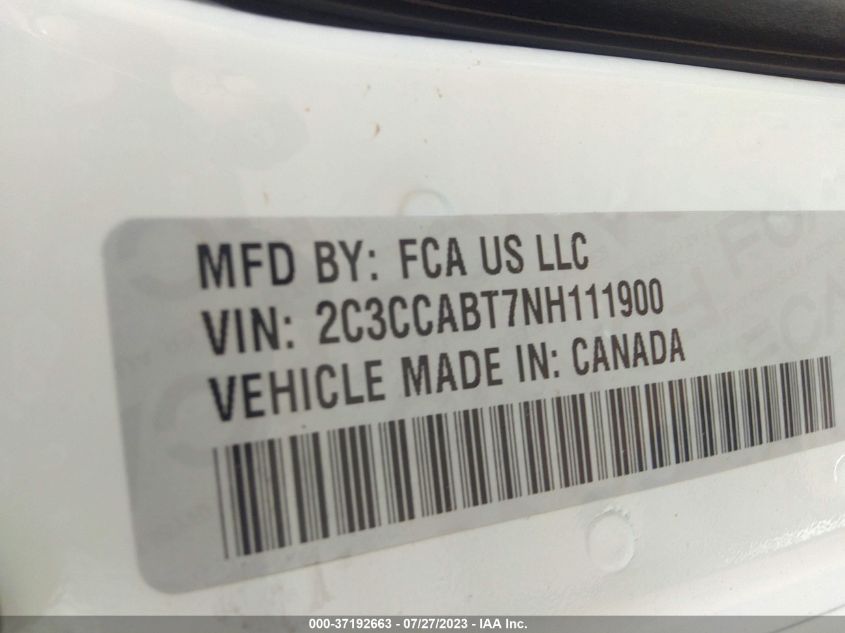 MFD BY: FCA US LLC
VIN: 2C3CCABT7NH111900
VEHICLE MADE IN: CANADA
000-37192663 - 07/27/2023 - IAA Inc.